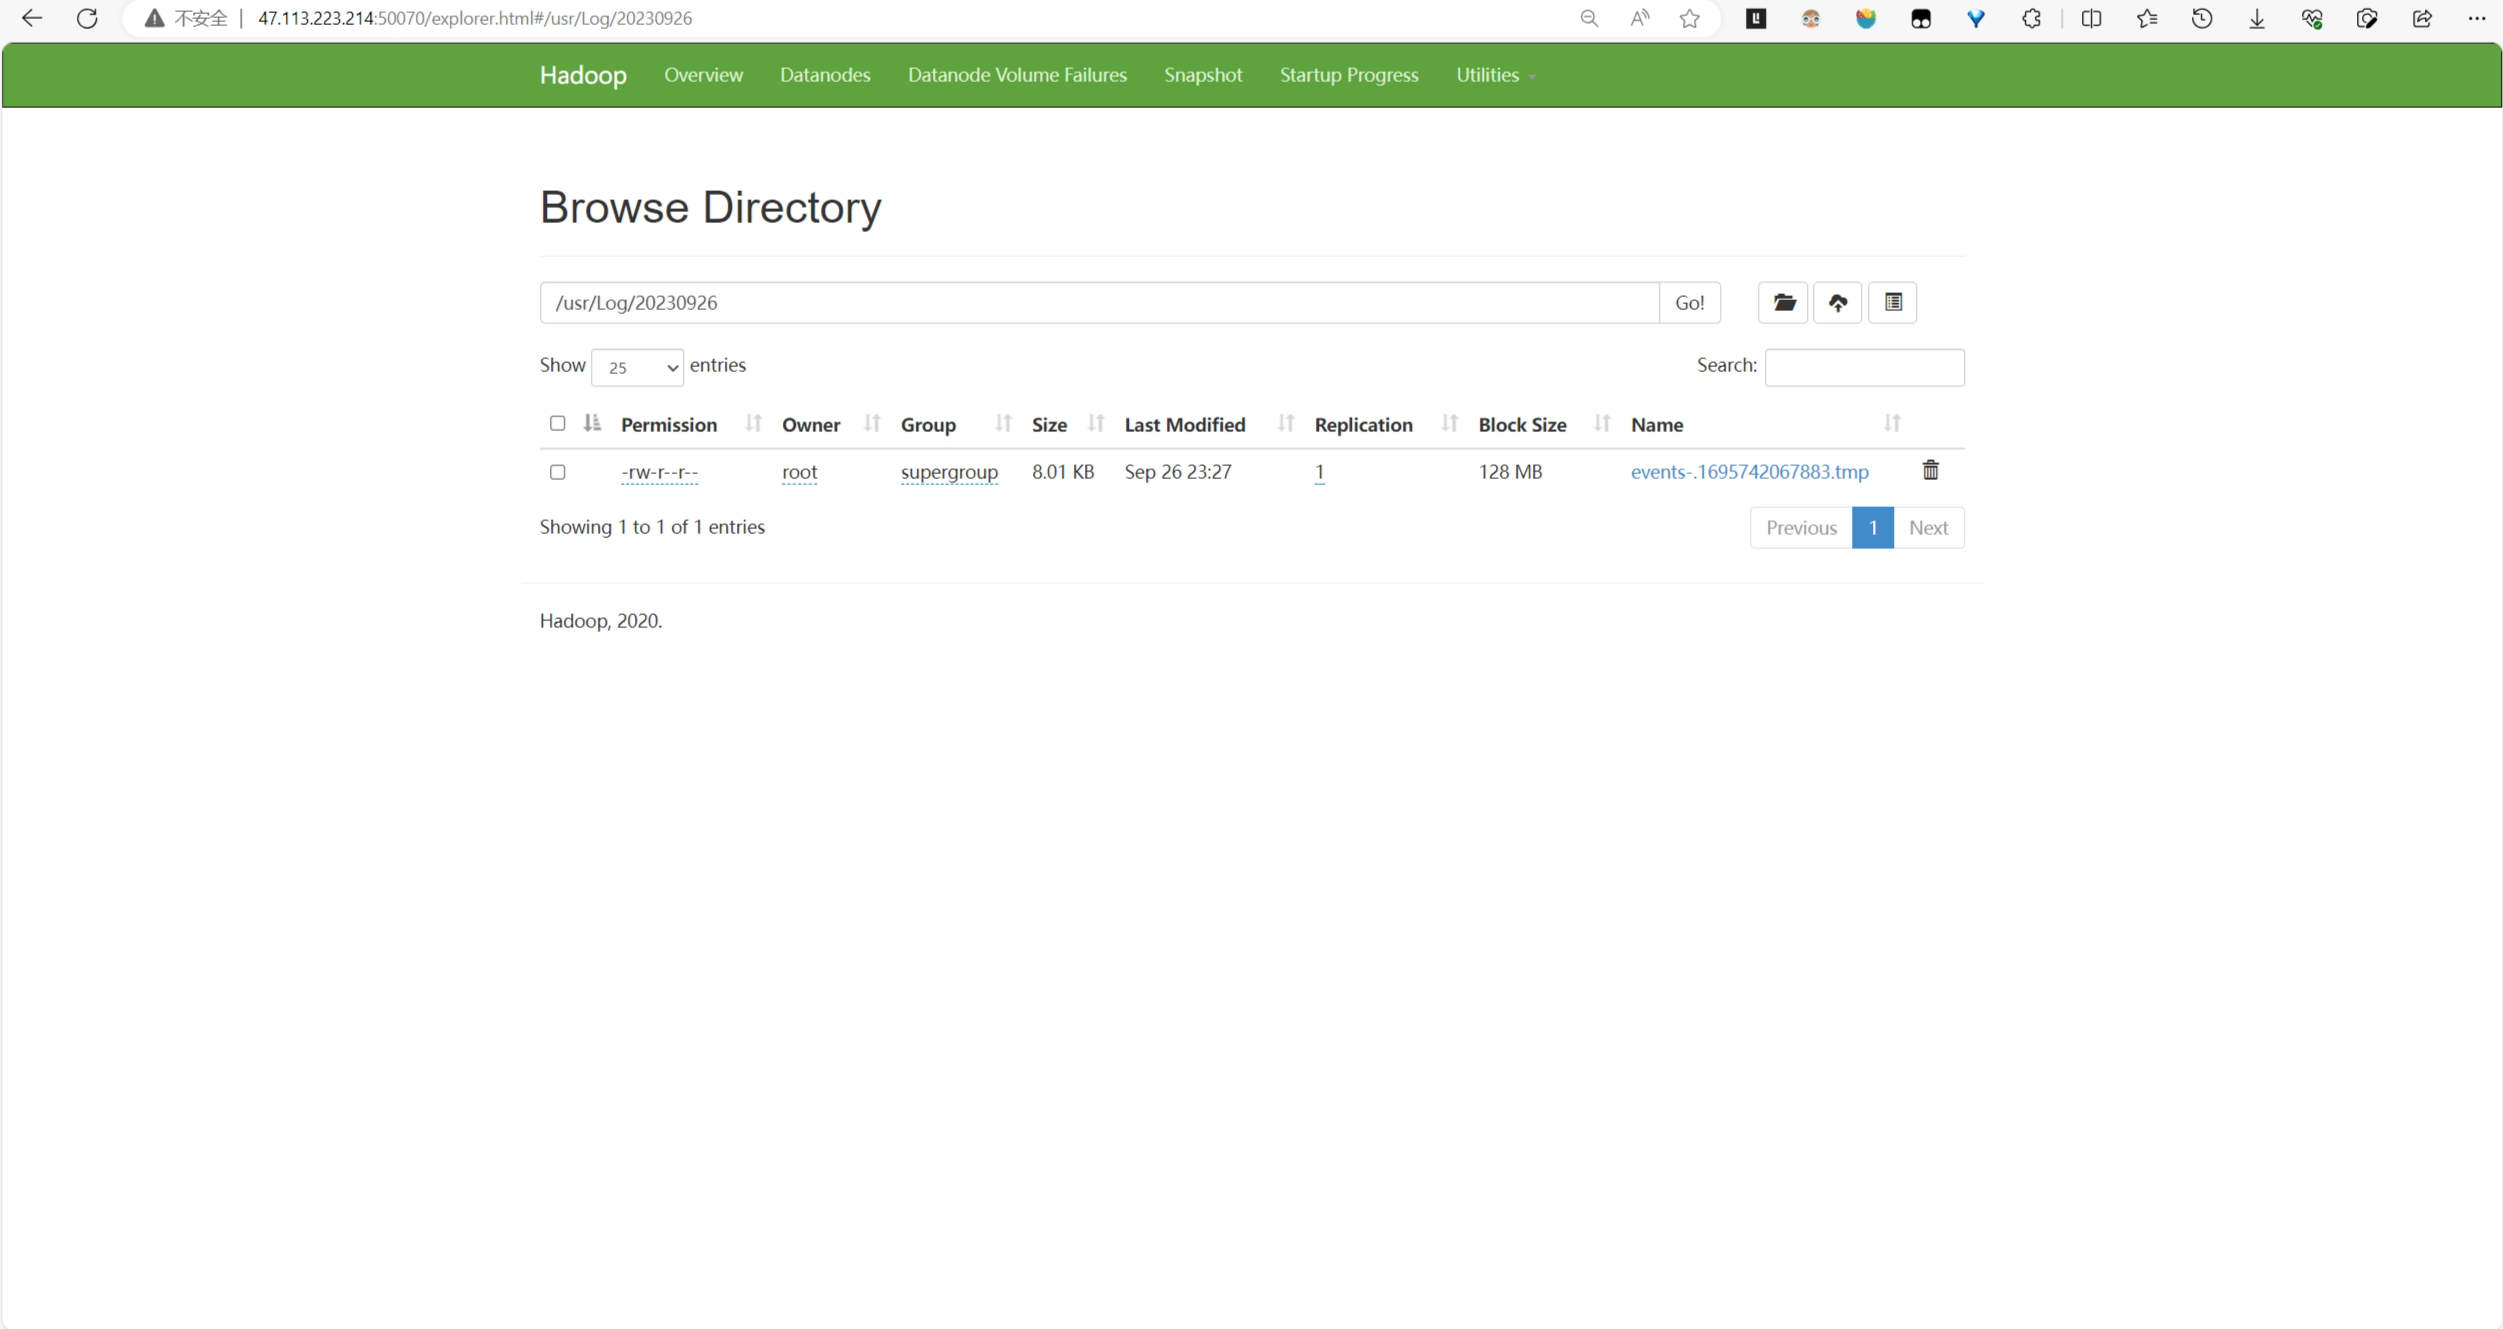 不安全 47.113.223.214:50070/explorer.html#/usr/Log/20230926
Hadoop Overview Datanodes Datanode Volume Failures Snapshot Startup Progress Utilities
Browse Directory
/usr/Log/20230926 Go!
Show 25 entries Search:
Permission Owner Group Size Last Modified Replication Block Size Name
-rw-r--r-- root supergroup 8.01 KB Sep 26 23:27 1 128 MB events-.1695742067883.tmp
Showing 1 to 1 of 1 entries Previous 1 Next
Hadoop, 2020.